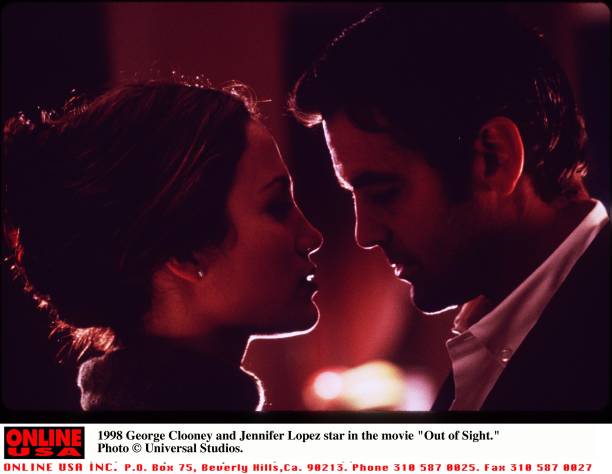 ONLINE
USA
1998 George Clooney and Jennifer Lopez star in the movie "Out of Sight."
Photo © Universal Studios.
ONLINE USA INC. P.O. Box 75, Beverly Hills,Ca. 90213. Phone 310 587 0025. Fax 310 587 0027